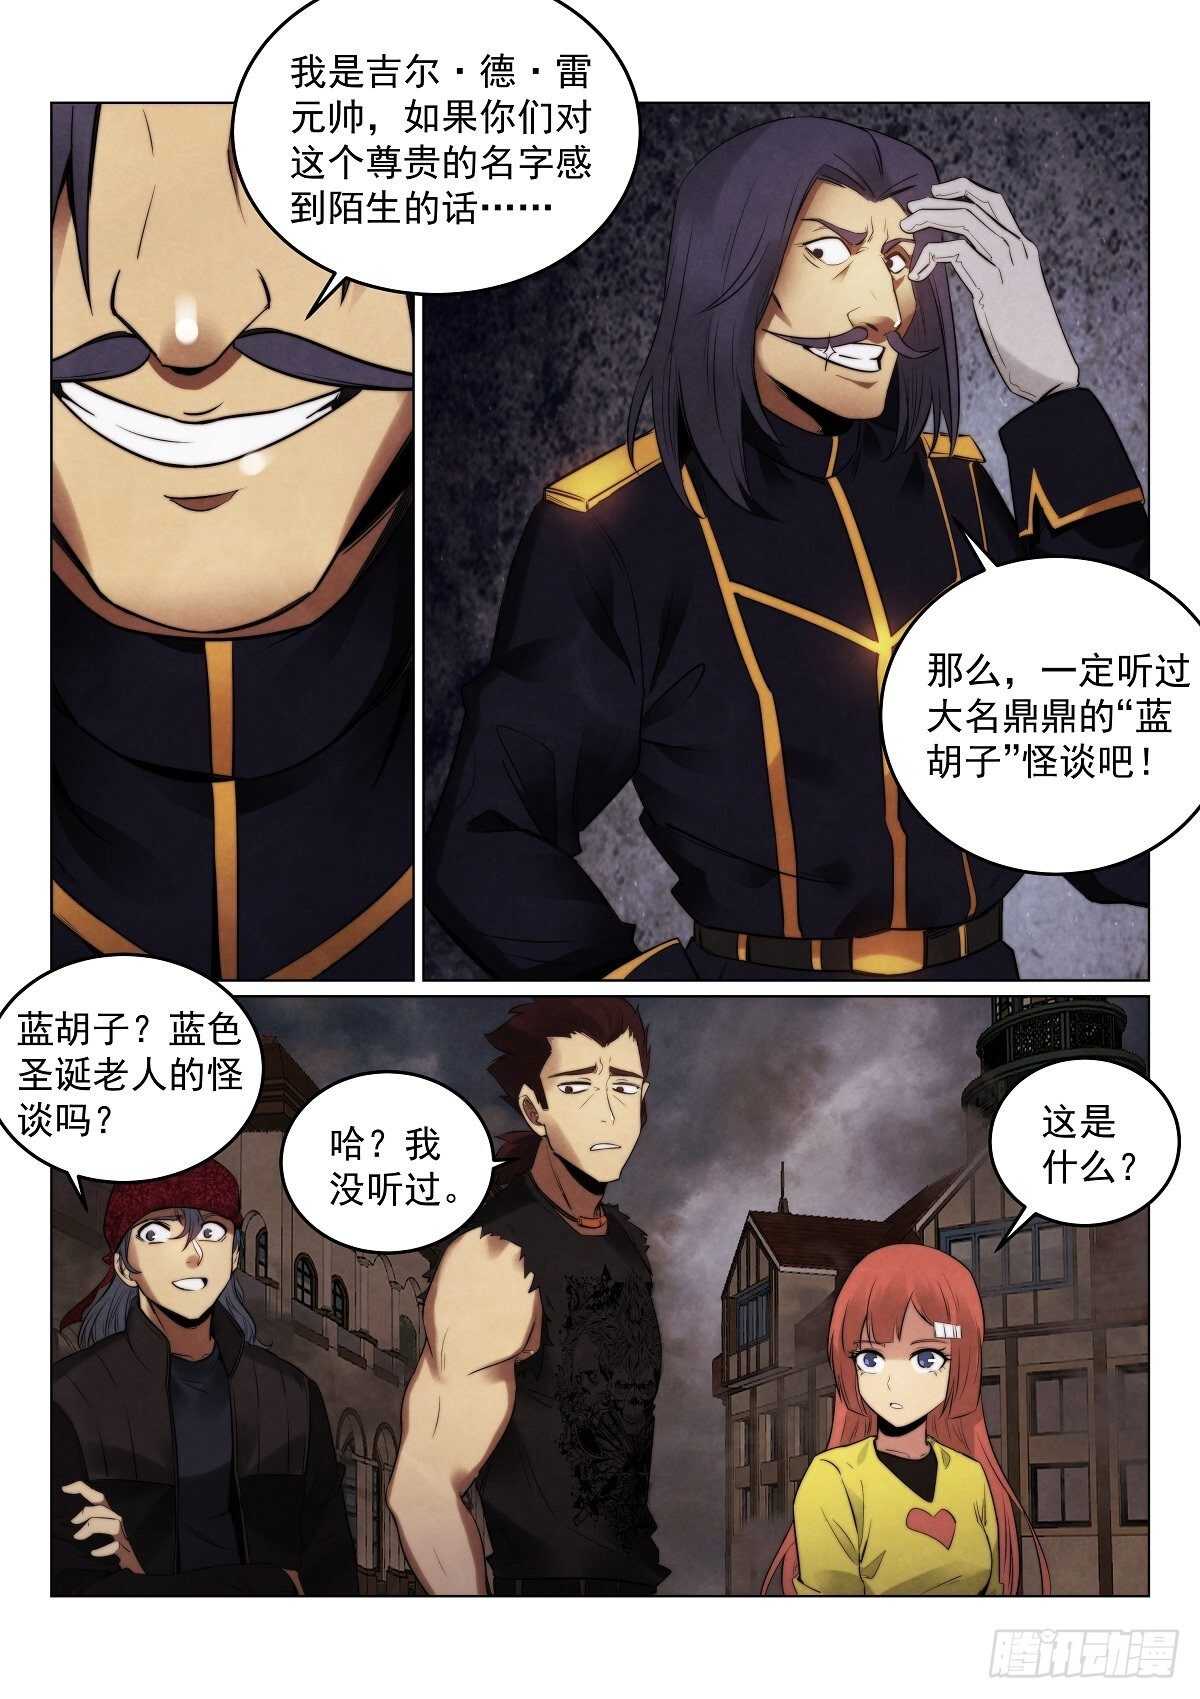 我是吉尔·德·雷
元帅，如果你们对
这个尊贵的名字感
到陌生的话……
那么，一定听过
大名鼎鼎的“蓝
胡子”怪谈吧！
蓝胡子？蓝色
圣诞老人的怪
谈吗？
哈？我
没听过。
这是
什么？
腾讯动漫